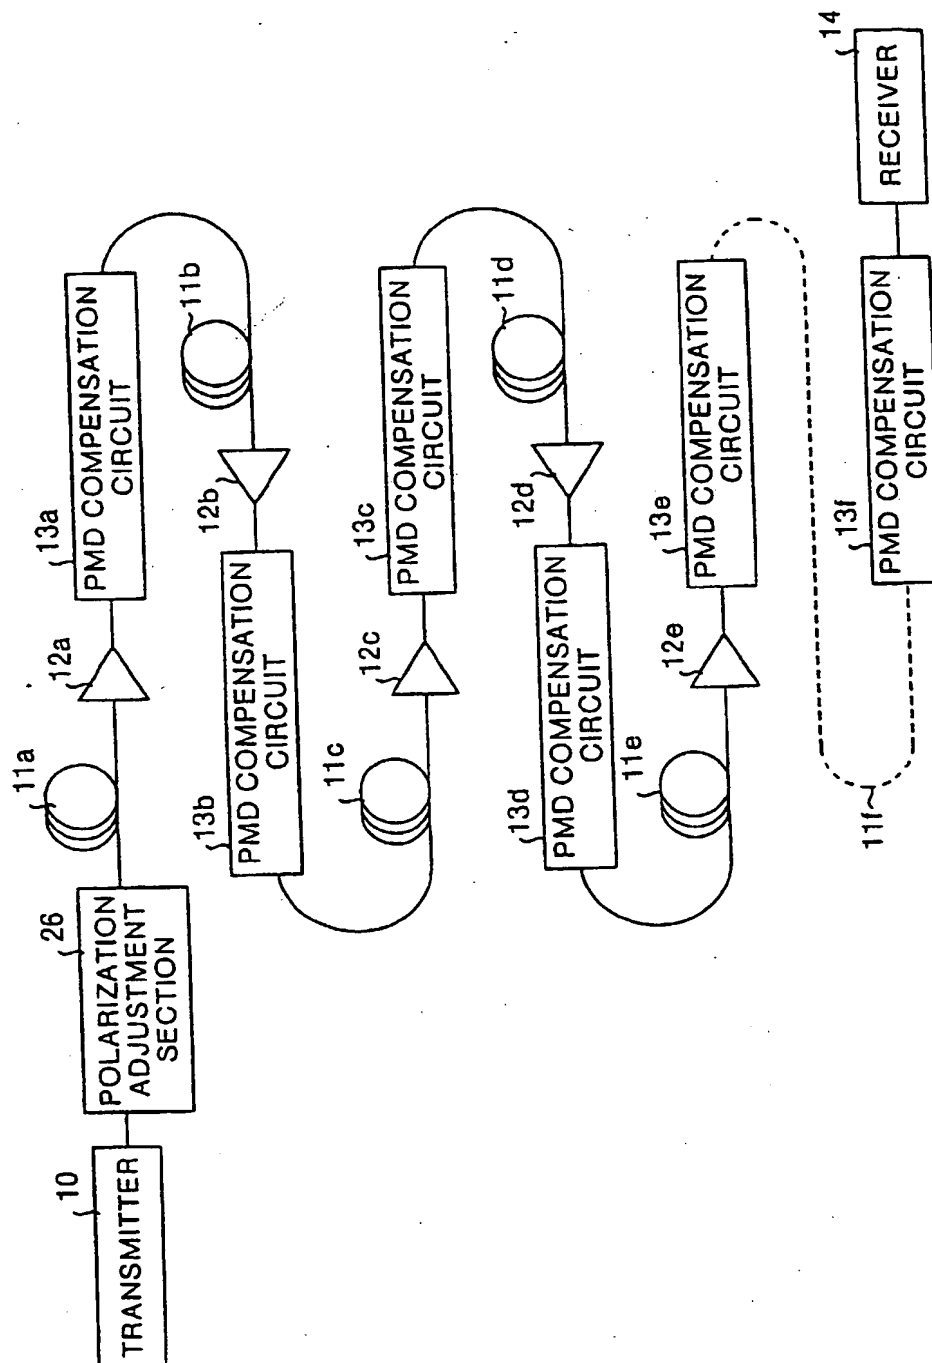 10
TRANSMITTER
26
POLARIZATION
ADJUSTMENT
SECTION
11a
12a
13a
PMD COMPENSATION
CIRCUIT
11b
12b
13b
PMD COMPENSATION
CIRCUIT
11c
12c
13c
PMD COMPENSATION
CIRCUIT
11d
12d
13d
PMD COMPENSATION
CIRCUIT
11e
12e
13e
PMD COMPENSATION
CIRCUIT
11f
13f
PMD COMPENSATION
CIRCUIT
14
RECEIVER